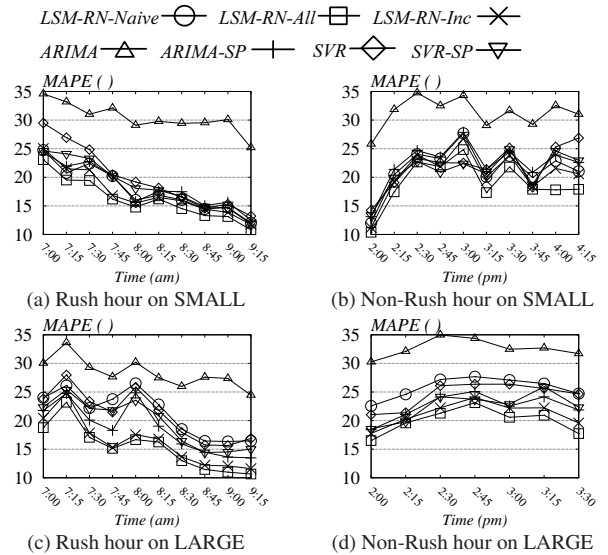 LSM-RN-Naive LSM-RN-All LSM-RN-Inc
ARIMA ARIMA-SP SVR SVR-SP
MAPE ( )
35
30
25
20
15
10
7:00 7:15 7:30 7:45 8:00 8:15 8:30 8:45 9:00 9:15
Time (am)
(a) Rush hour on SMALL
MAPE ( )
35
30
25
20
15
10
2:00 2:15 2:30 2:45 3:00 3:15 3:30 3:45 4:00 4:15
Time (pm)
(b) Non-Rush hour on SMALL
MAPE ( )
35
30
25
20
15
10
7:00 7:15 7:30 7:45 8:00 8:15 8:30 8:45 9:00 9:15
Time (am)
(c) Rush hour on LARGE
MAPE ( )
35
30
25
20
15
10
2:00 2:15 2:30 2:45 3:00 3:15 3:30
Time (pm)
(d) Non-Rush hour on LARGE